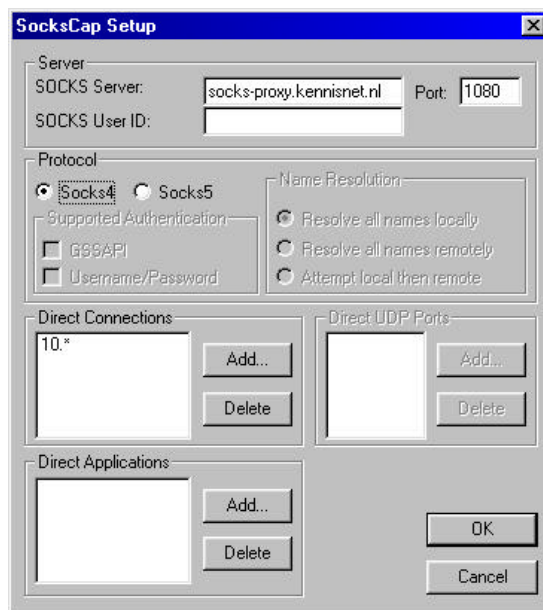 SocksCap Setup
Server
SOCKS Server: socks-proxy.kennisnet.nl Port: 1080
SOCKS User ID:
Protocol
Socks4 Socks5
Supported Authentication
GSSAPI
Username/Password
Name Resolution
Resolve all names locally
Resolve all names remotely
Attempt local then remote
Direct Connections
10.*
Add...
Delete
Direct UDP Ports
Add...
Delete
Direct Applications
Add...
Delete
OK
Cancel